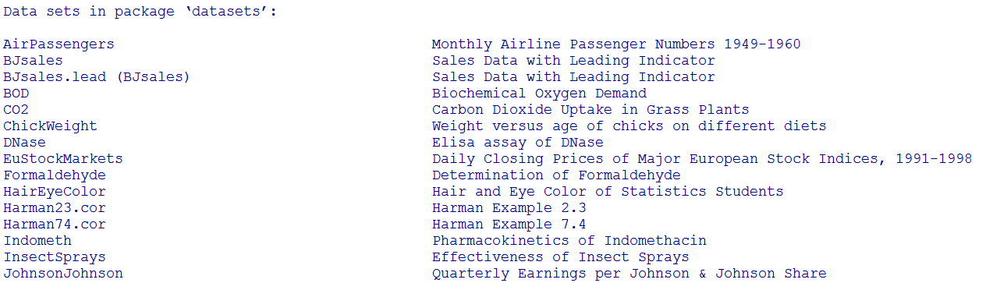 Data sets in package ‘datasets’:
AirPassengers Monthly Airline Passenger Numbers 1949-1960
BJsales Sales Data with Leading Indicator
BJsales.lead (BJsales) Sales Data with Leading Indicator
BOD Biochemical Oxygen Demand
CO2 Carbon Dioxide Uptake in Grass Plants
ChickWeight Weight versus age of chicks on different diets
DNase Elisa assay of DNase
EuStockMarkets Daily Closing Prices of Major European Stock Indices, 1991-1998
Formaldehyde Determination of Formaldehyde
HairEyeColor Hair and Eye Color of Statistics Students
Harman23.cor Harman Example 2.3
Harman74.cor Harman Example 7.4
Indometh Pharmacokinetics of Indomethacin
InsectSprays Effectiveness of Insect Sprays
JohnsonJohnson Quarterly Earnings per Johnson & Johnson Share